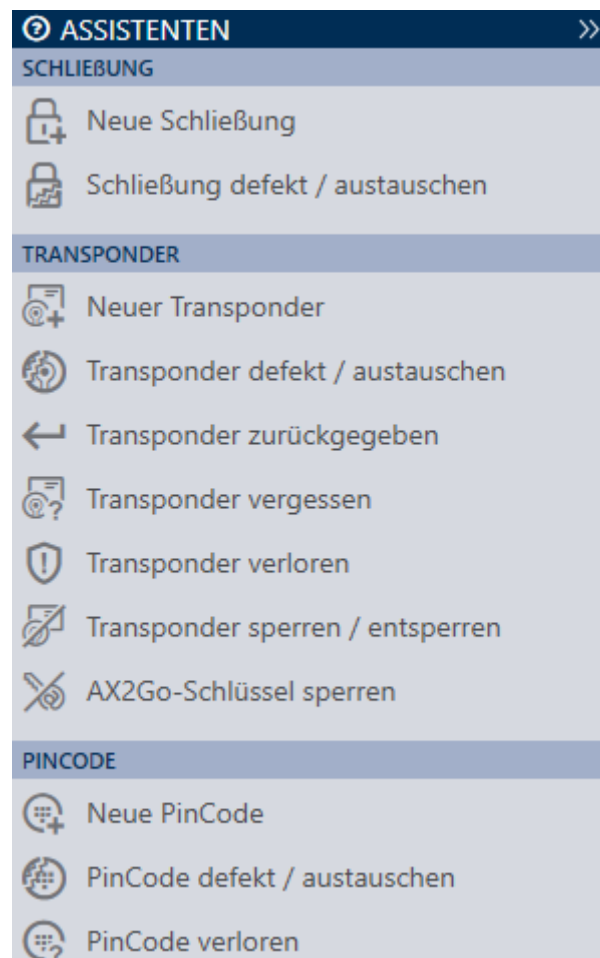 ASSISTENTEN
SCHLIEßUNG
Neue Schließung
Schließung defekt / austauschen
TRANSPONDER
Neuer Transponder
Transponder defekt / austauschen
Transponder zurückgegeben
Transponder vergessen
Transponder verloren
Transponder sperren / entsperren
AX2Go-Schlüssel sperren
PINCODE
Neue PinCode
PinCode defekt / austauschen
PinCode verloren